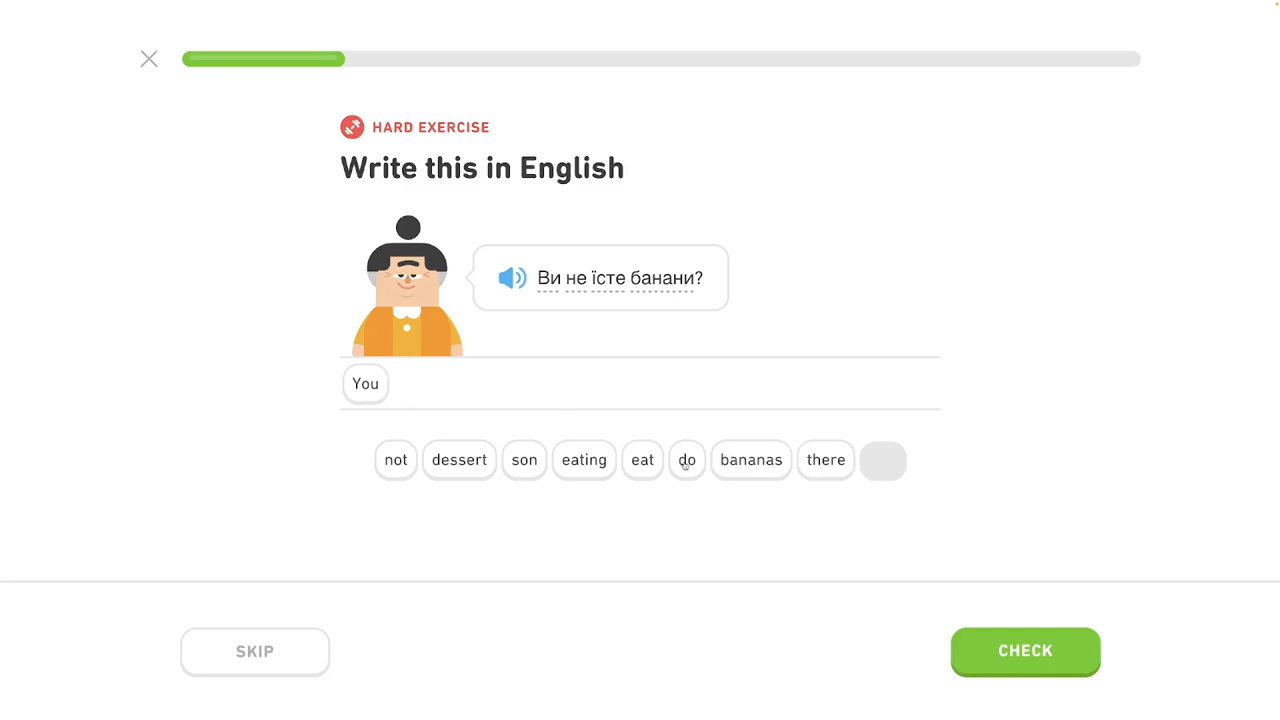 HARD EXERCISE
Write this in English
Ви не їсте банани?
You
not dessert son eating eat do bananas there
SKIP
CHECK